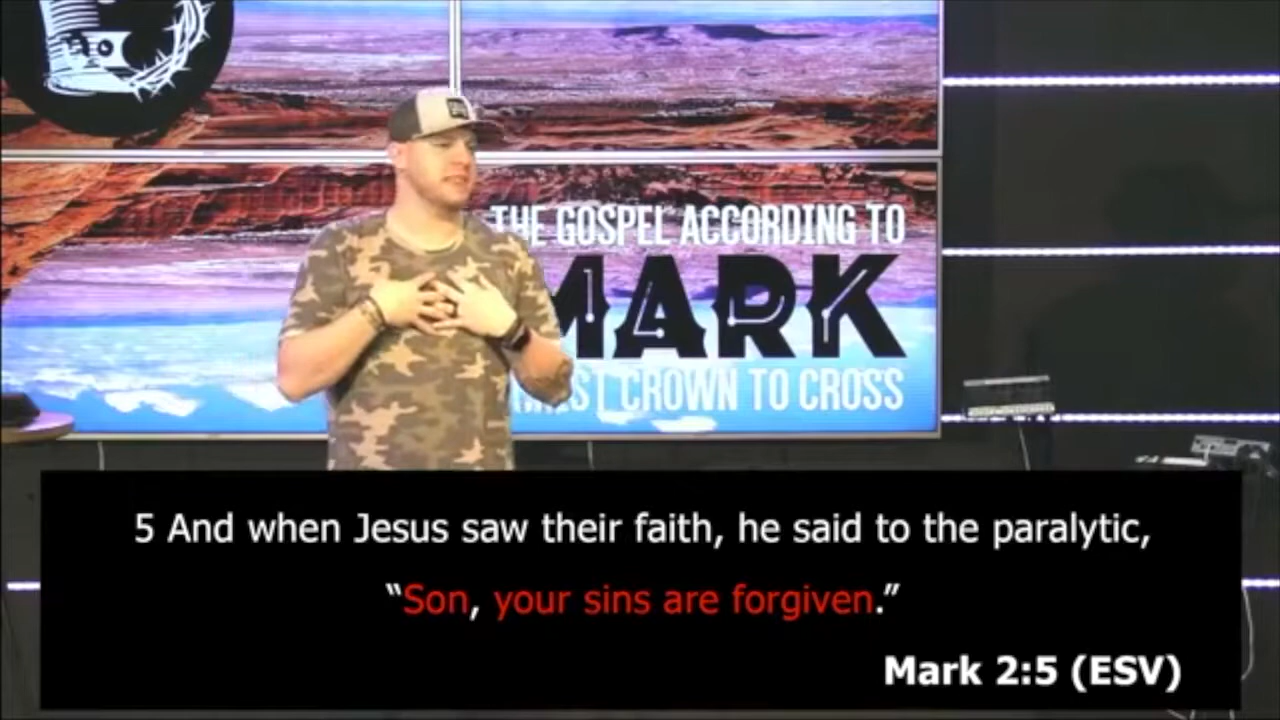 THE GOSPEL ACCORDING TO
MARK
CROWN TO CROSS
5 And when Jesus saw their faith, he said to the paralytic,
“Son, your sins are forgiven.”
Mark 2:5 (ESV)